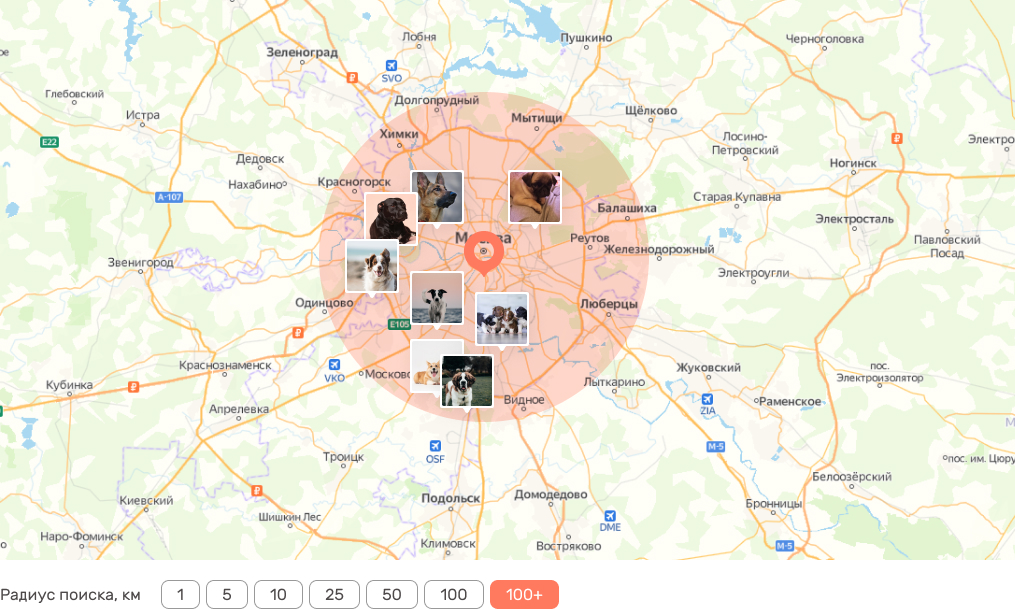 Лобня
Пушкино
Черноголовка
Зеленоград
SVO
Глебовский
Долгопрудный
Истра
Мытищи
Щёлково
Химки
E22
Лосино-
Петровский
Электро
Дедовск
Ногинск
Нахабино
Красногорск
А-107
Старая Купавна
Балашиха
Электросталь
Реутов
Железнодорожный
Павловский
Посад
Звенигород
Электроугли
Одинцово
Люберцы
E105
Краснознаменск
VKO
Московс
Жуковский
пос.
Электроизолятор
Кубинка
Лыткарино
Видное
Раменское
Апрелевка
ZIA
OSF
М-5
Троицк
пос. им. Цюру
Белоозёрский
Киевский
Подольск
Домодедово
Бронницы
Шишкин Лес
DME
Наро-Фоминск
Климовск
Востряково
М-5
Радиус поиска, км 1 5 10 25 50 100 100+